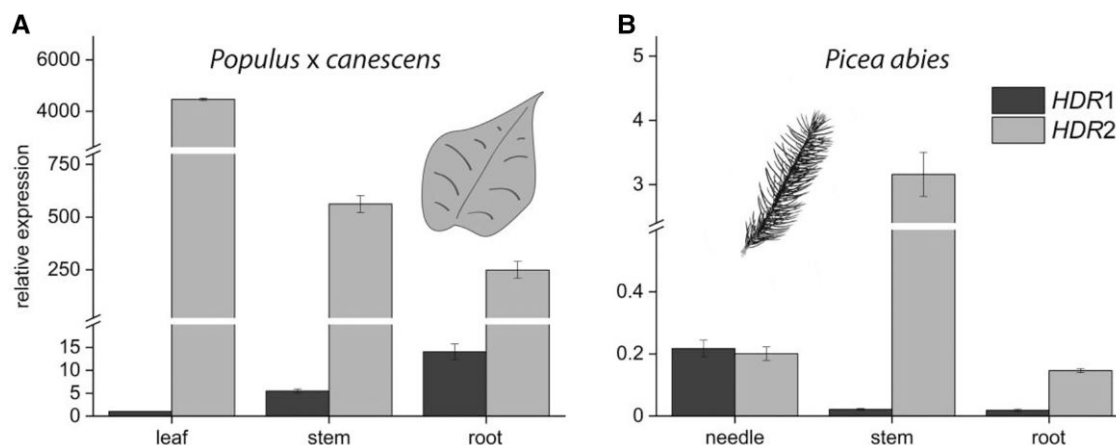 A
Populus x canescens
relative expression
6000
4000
750
500
250
15
10
5
0
leaf
stem
root
B
Picea abies
HDR1
HDR2
5
4
3
0.4
0.2
0
needle
stem
root